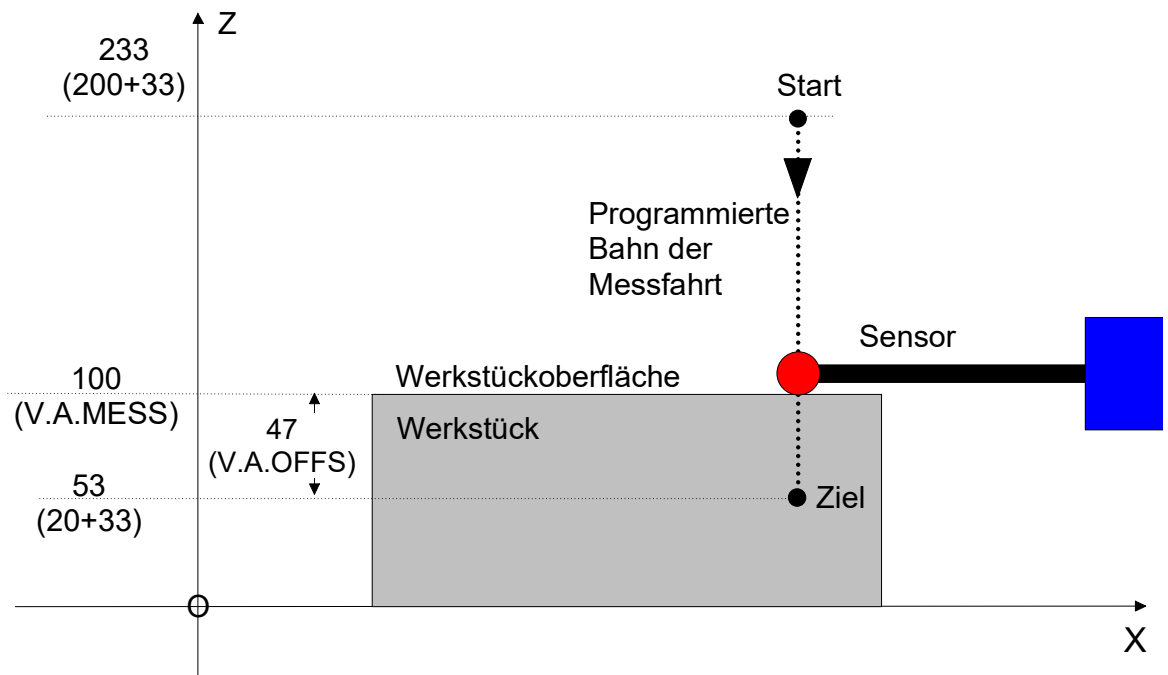 Z
233
(200+33)
Start
Programmierte
Bahn der
Messfahrt
Sensor
100
(V.A.MESS)
Werkstückoberfläche
47
(V.A.OFFS)
Werkstück
53
(20+33)
Ziel
O
X